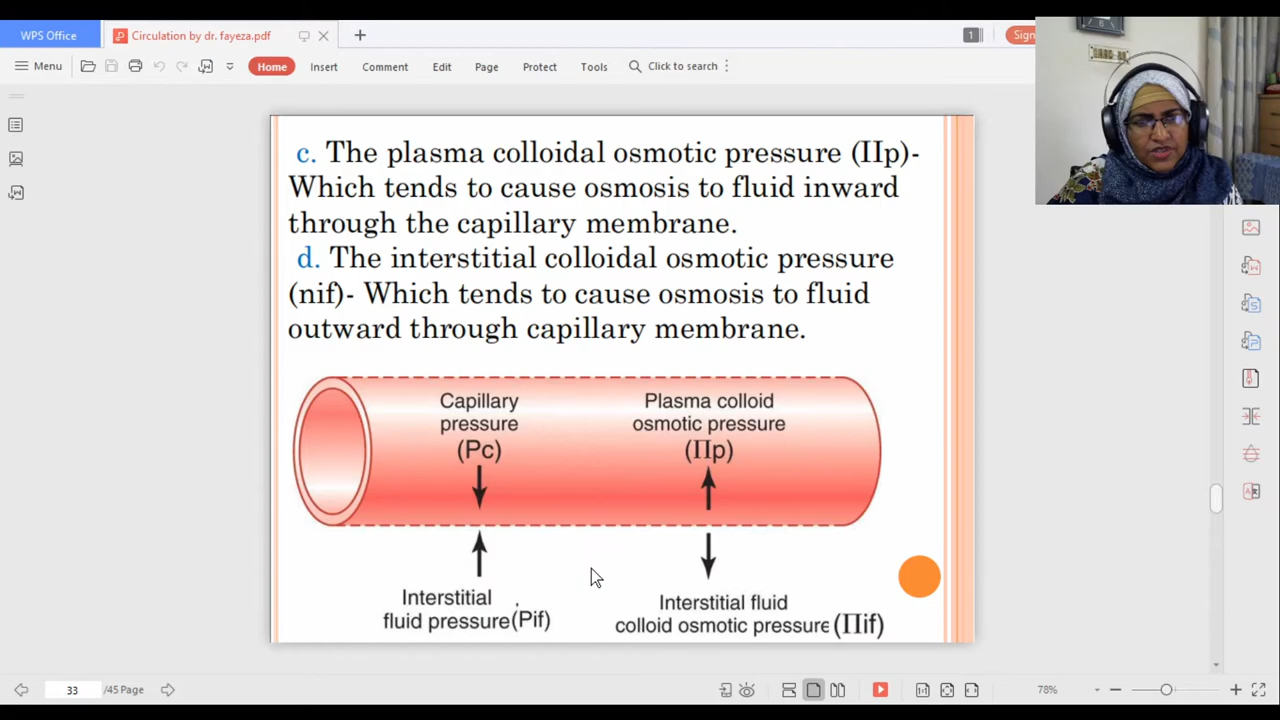 WPS Office
Circulation by dr. fayeza.pdf
1
Sign
Menu
Home
Insert
Comment
Edit
Page
Protect
Tools
Click to search
c. The plasma colloidal osmotic pressure (IIp)-
Which tends to cause osmosis to fluid inward
through the capillary membrane.
d. The interstitial colloidal osmotic pressure
(nif)- Which tends to cause osmosis to fluid
outward through capillary membrane.
Capillary
pressure
(Pc)
Plasma colloid
osmotic pressure
(Πp)
Interstitial
fluid pressure(Pif)
Interstitial fluid
colloid osmotic pressure(Πif)
33
/45 Page
78%